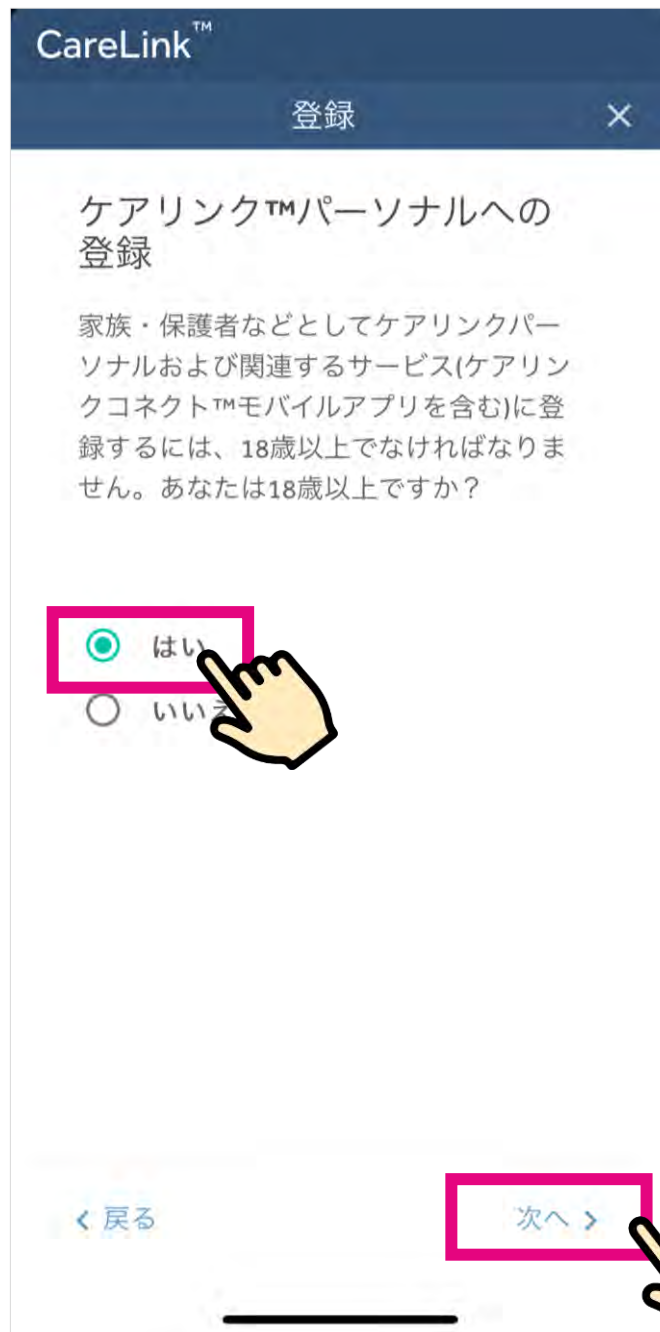 CareLink™
登録 ×
ケアリンク™パーソナルへの
登録
家族・保護者などとしてケアリンクパー
ソナルおよび関連するサービス(ケアリン
クコネクト™モバイルアプリを含む)に登
録するには、18歳以上でなければなりま
せん。あなたは18歳以上ですか？
はい
いいえ
< 戻る
次へ >